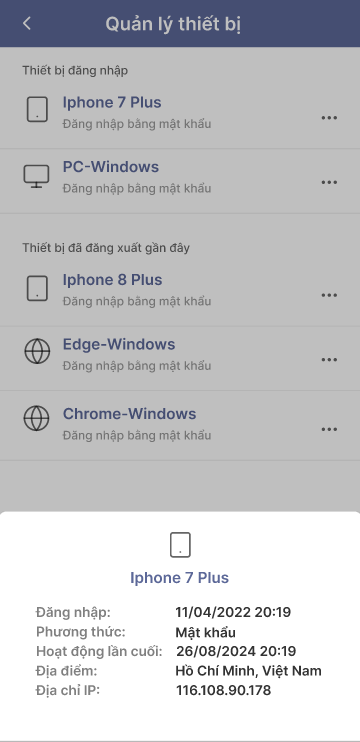 Quản lý thiết bị
Thiết bị đăng nhập
Iphone 7 Plus
Đăng nhập bằng mật khẩu
PC-Windows
Đăng nhập bằng mật khẩu
Thiết bị đã đăng xuất gần đây
Iphone 8 Plus
Đăng nhập bằng mật khẩu
Edge-Windows
Đăng nhập bằng mật khẩu
Chrome-Windows
Đăng nhập bằng mật khẩu
Iphone 7 Plus
Đăng nhập: 11/04/2022 20:19
Phương thức: Mật khẩu
Hoạt động lần cuối: 26/08/2024 20:19
Địa điểm: Hồ Chí Minh, Việt Nam
Địa chỉ IP: 116.108.90.178